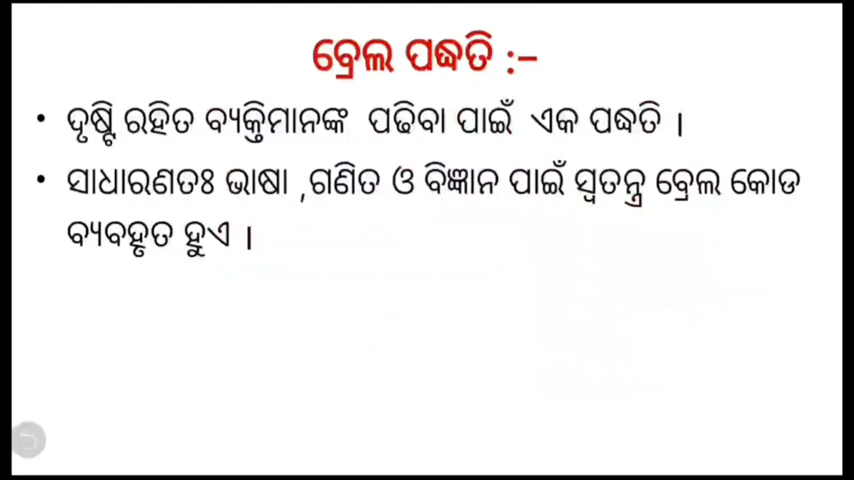 ବ୍ରେଲ ପଦ୍ଧତି :–
• ଦୃଷ୍ଟି ରହିତ ବ୍ୟକ୍ତିମାନଙ୍କ ପଢିବା ପାଇଁ ଏକ ପଦ୍ଧତି ।
• ସାଧାରଣତଃ ଭାଷା ,ଗଣିତ ଓ ବିଜ୍ଞାନ ପାଇଁ ସ୍ୱତନ୍ତ୍ର ବ୍ରେଲ କୋଡ
ବ୍ୟବହୃତ ହୁଏ ।